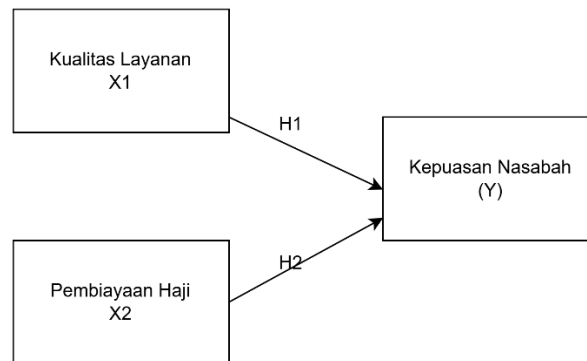 Kualitas Layanan
X1
H1
Kepuasan Nasabah
(Y)
H2
Pembiayaan Haji
X2